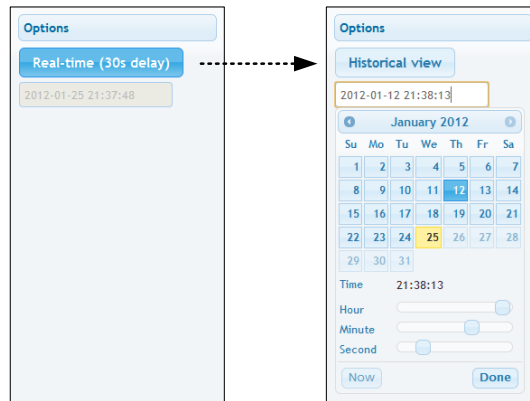 Options
Real-time (30s delay)
2012-01-25 21:37:48
Options
Historical view
2012-01-12 21:38:13
January 2012
Su Mo Tu We Th Fr Sa
1 2 3 4 5 6 7
8 9 10 11 12 13 14
15 16 17 18 19 20 21
22 23 24 25 26 27 28
29 30 31
Time 21:38:13
Hour
Minute
Second
Now Done